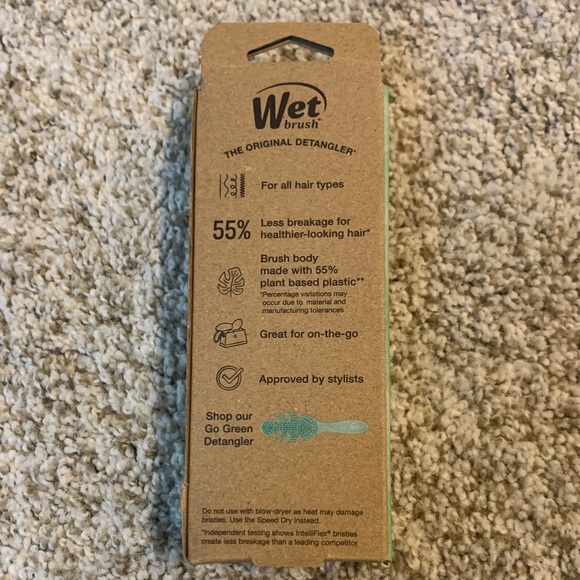 Wet
brush®
THE ORIGINAL DETANGLER®
For all hair types
55%
Less breakage for
healthier-looking hair*
Brush body
made with 55%
plant based plastic**
*Percentage variations may
occur due to material and
manufacturing tolerances
Great for on-the-go
Approved by stylists
Shop our
Go Green
Detangler
Do not use with blow-dryer as heat may damage
bristles. Use the Speed Dry instead.
*Independent testing shows IntelliFlex® bristles
create less breakage than a leading competitor